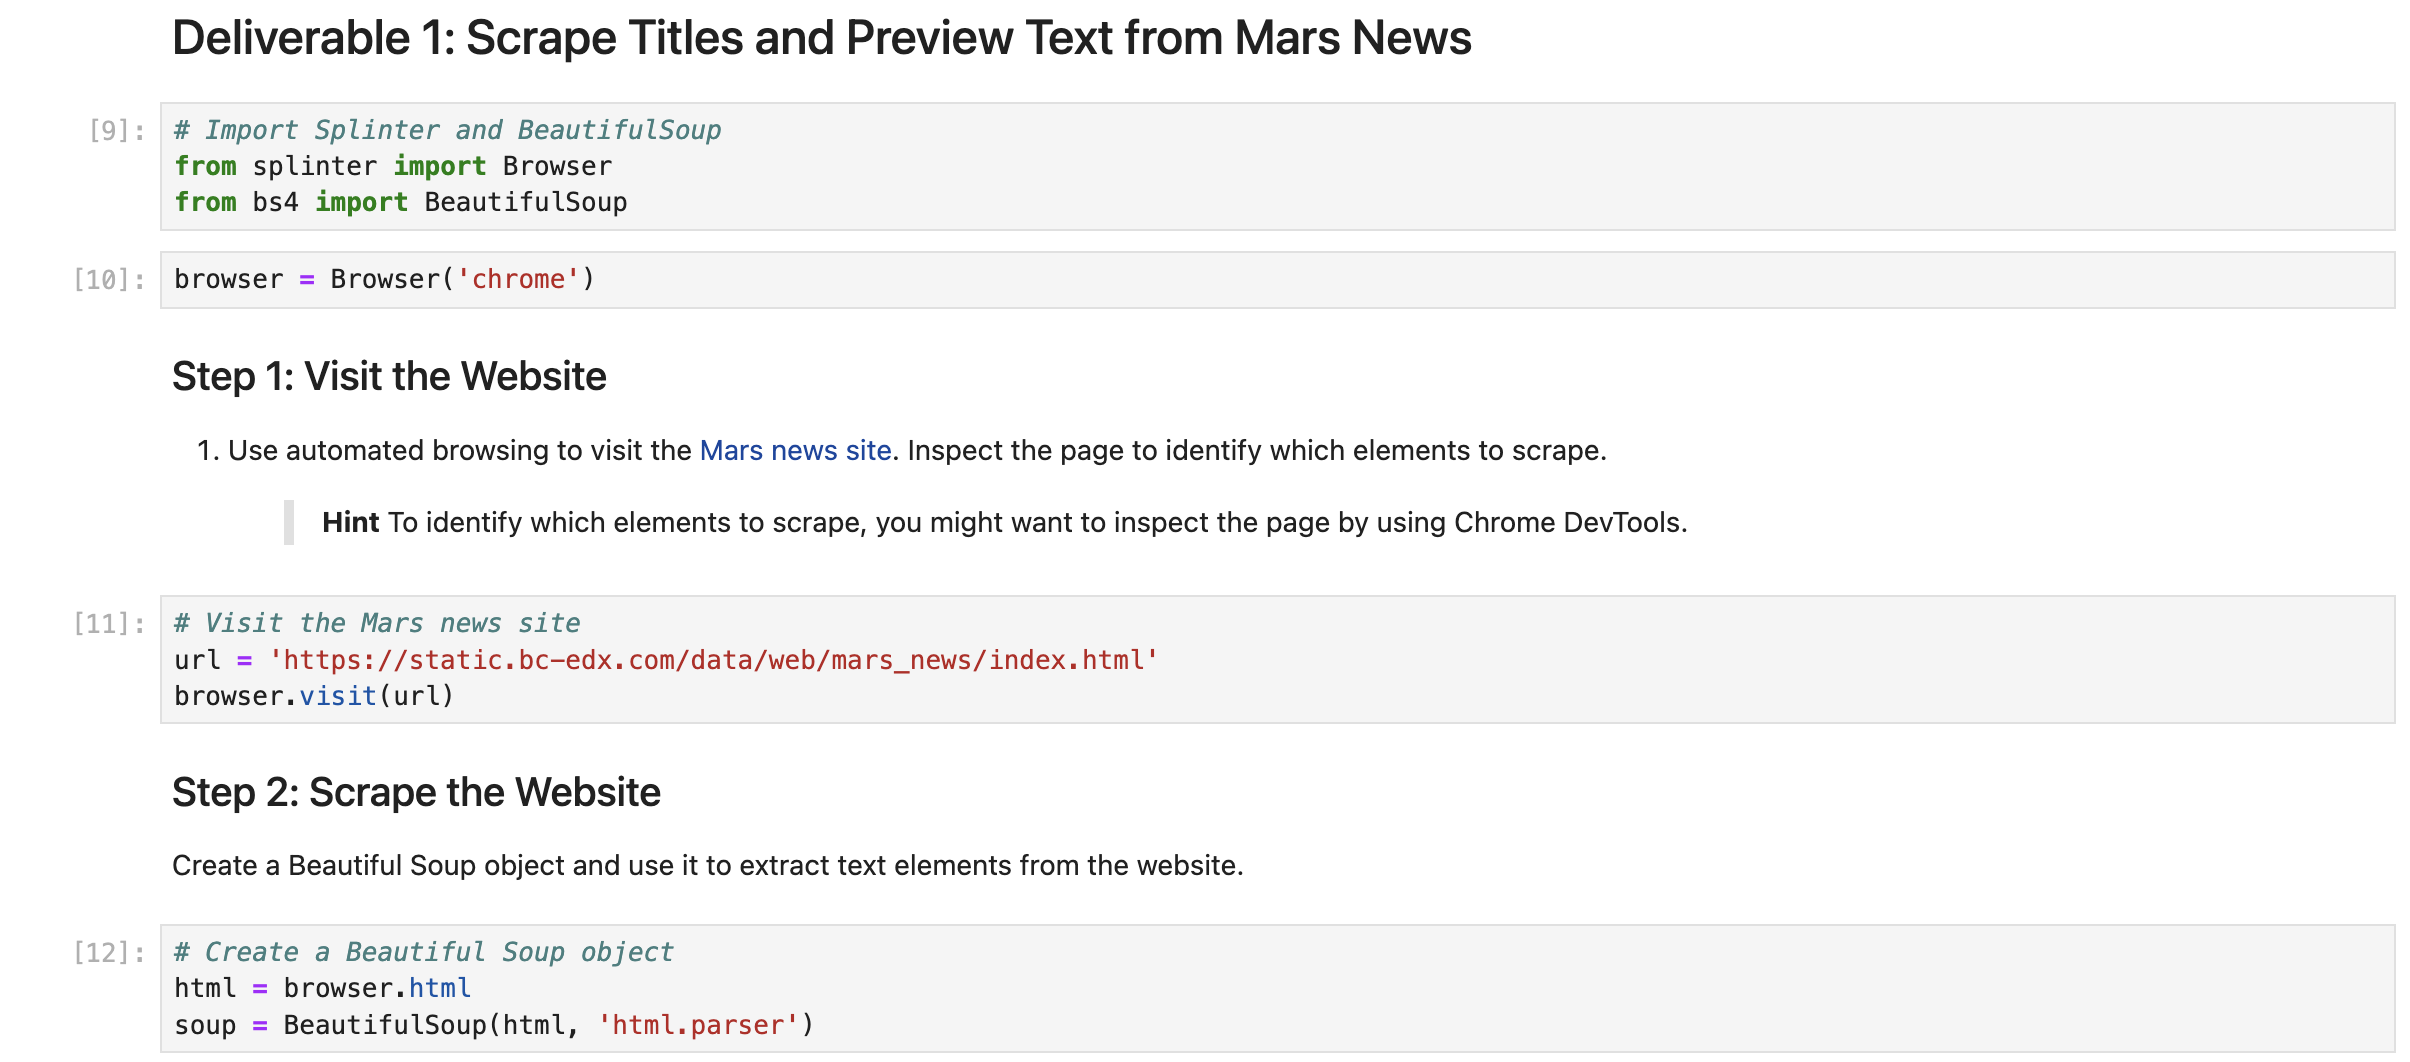 Deliverable 1: Scrape Titles and Preview Text from Mars News
[9]:
# Import Splinter and BeautifulSoup
from splinter import Browser
from bs4 import BeautifulSoup
[10]:
browser = Browser('chrome')
Step 1: Visit the Website
1. Use automated browsing to visit the Mars news site. Inspect the page to identify which elements to scrape.
Hint To identify which elements to scrape, you might want to inspect the page by using Chrome DevTools.
[11]:
# Visit the Mars news site
url = 'https://static.bc-edx.com/data/web/mars_news/index.html'
browser.visit(url)
Step 2: Scrape the Website
Create a Beautiful Soup object and use it to extract text elements from the website.
[12]:
# Create a Beautiful Soup object
html = browser.html
soup = BeautifulSoup(html, 'html.parser')